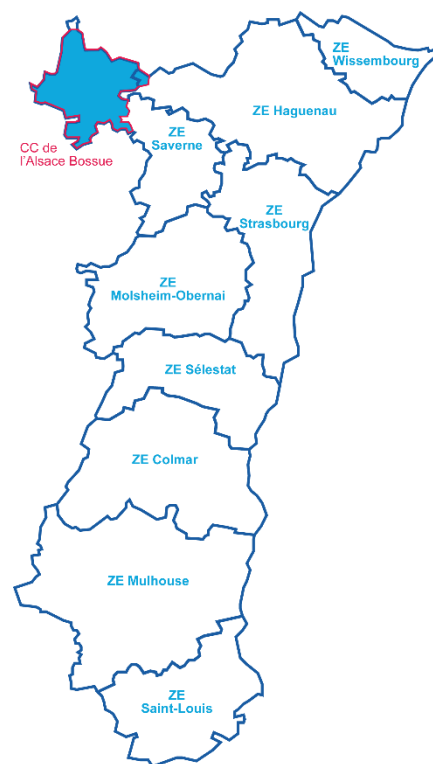 ZE
Wissembourg
ZE Haguenau
CC de
l'Alsace Bossue
ZE
Saverne
ZE
Strasbourg
ZE
Molsheim-Obernai
ZE Sélestat
ZE Colmar
ZE Mulhouse
ZE
Saint-Louis